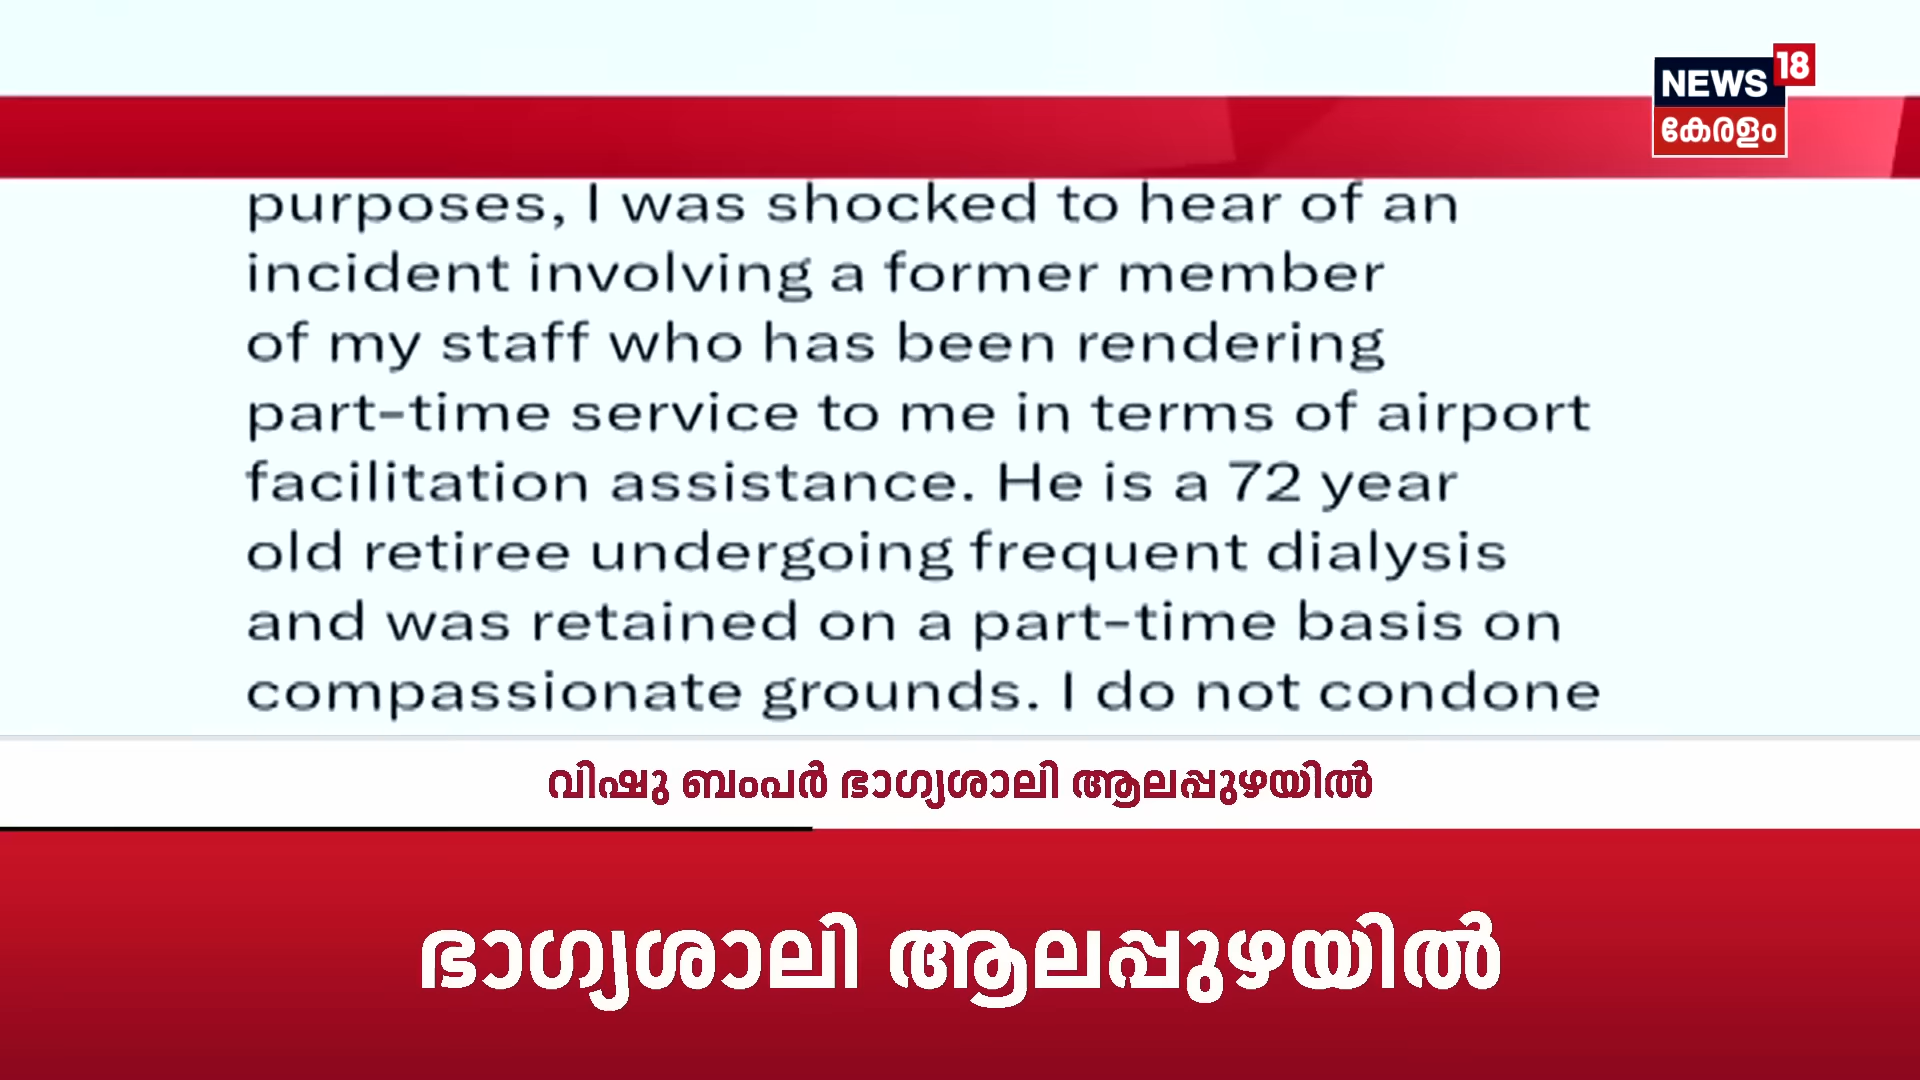 NEWS 18
കേരളം
purposes, I was shocked to hear of an
incident involving a former member
of my staff who has been rendering
part-time service to me in terms of airport
facilitation assistance. He is a 72 year
old retiree undergoing frequent dialysis
and was retained on a part-time basis on
compassionate grounds. I do not condone
വിഷു ബംപർ ഭാഗ്യശാലി ആലപ്പുഴയിൽ
ഭാഗ്യശാലി ആലപ്പുഴയിൽ